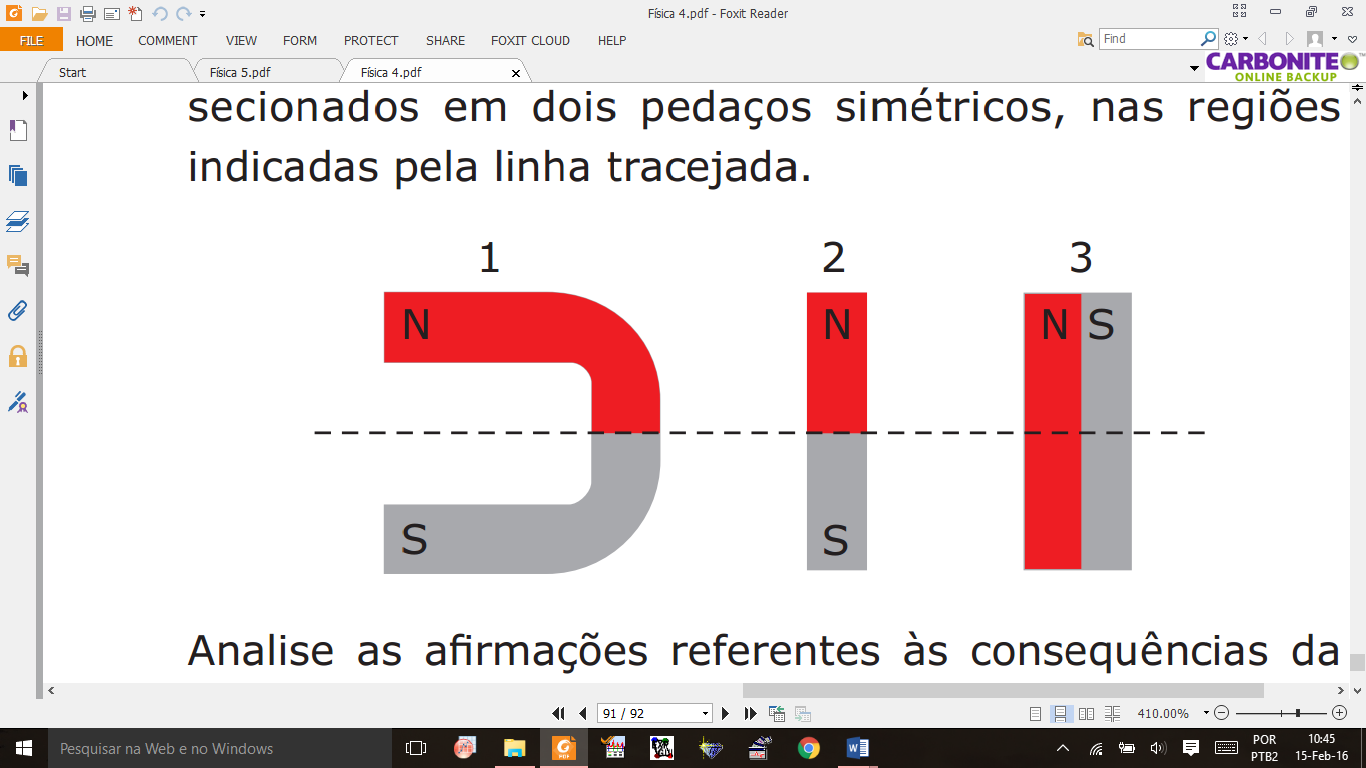 Física 4.pdf - Foxit Reader
FILE HOME COMMENT VIEW FORM PROTECT SHARE FOXIT CLOUD HELP
Find
Start Física 5.pdf Física 4.pdf
CARBONITE
ONLINE BACKUP
secionados em dois pedaços simétricos, nas regiões
indicadas pela linha tracejada.
1 2 3
N N N S
S S
Analise as afirmações referentes às consequências da
91 / 92
410.00%
Pesquisar na Web e no Windows
POR
PTB2
10:45
15-Feb-16